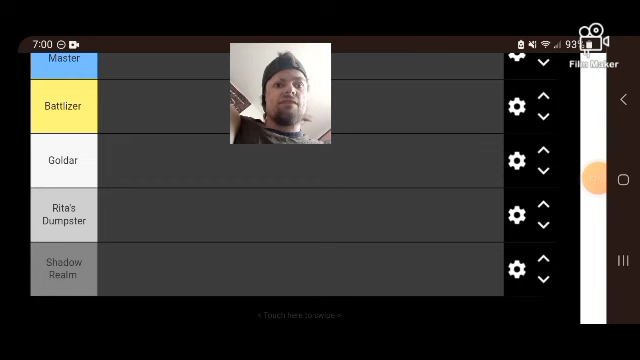 7:00
93%
Film Maker
Master
Battlizer
Goldar
Rita's
Dumpster
Shadow
Realm
< Touch here to swipe >